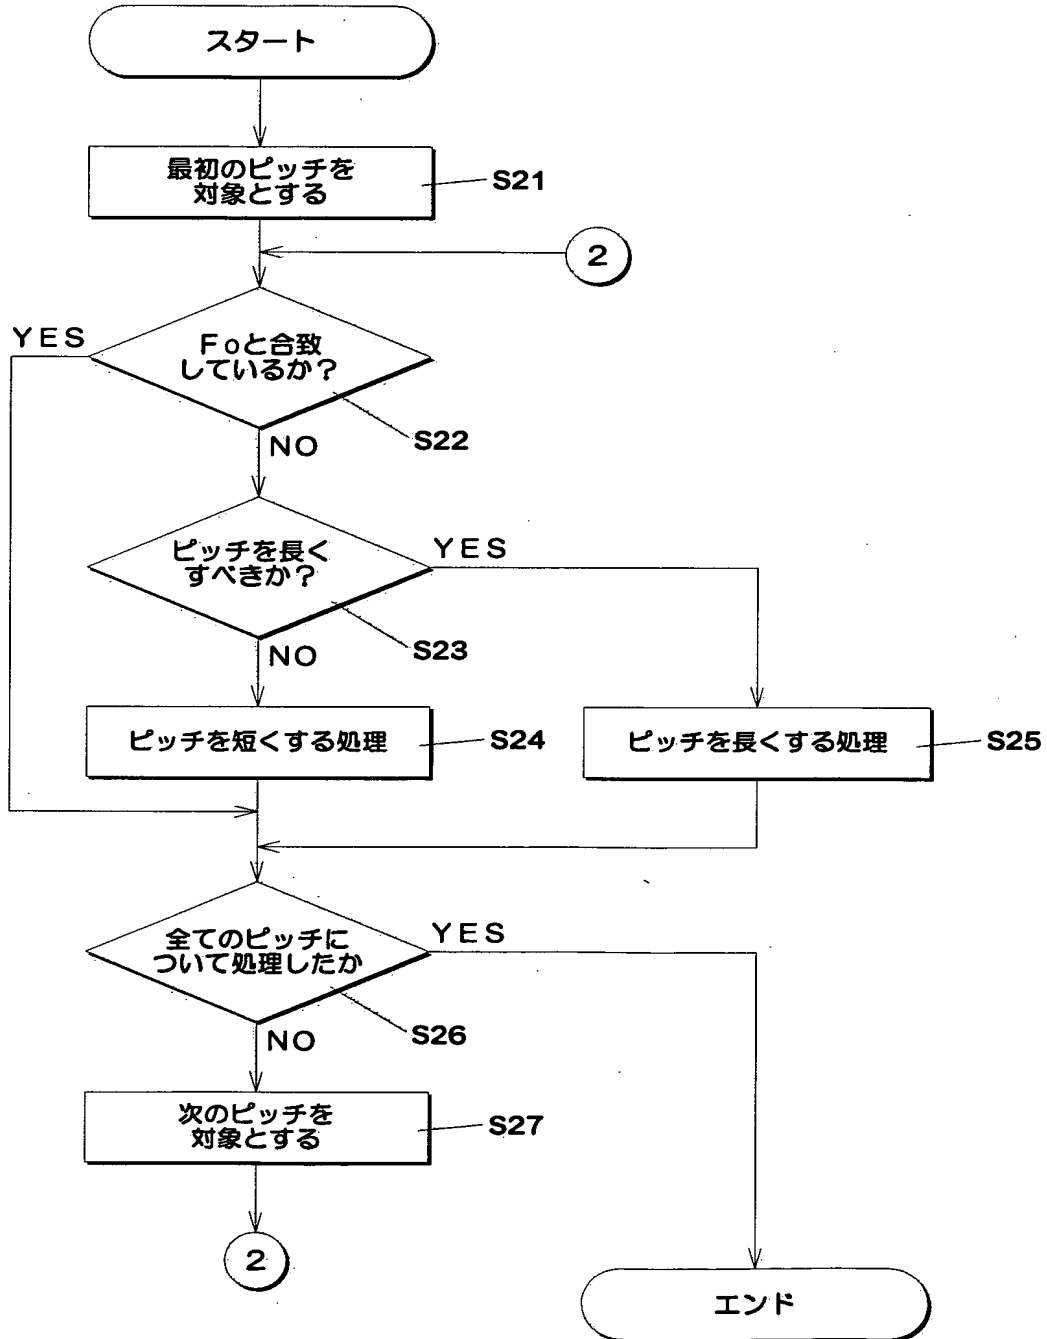 スタート
最初のピッチを
対象とする
S21
2
YES
Ｆoと合致
しているか？
S22
NO
ピッチを長く
すべきか？
YES
S23
NO
ピッチを短くする処理
S24
ピッチを長くする処理
S25
全てのピッチに
ついて処理したか
YES
S26
NO
次のピッチを
対象とする
S27
2
エンド